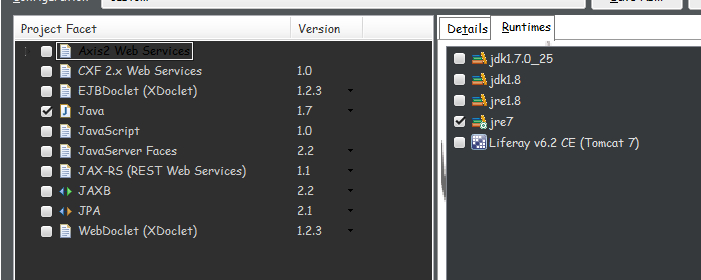 Project Facet Version
Axis2 Web Services
CXF 2.x Web Services 1.0
EJBDoclet (XDoclet) 1.2.3
Java 1.7
JavaScript 1.0
JavaServer Faces 2.2
JAX-RS (REST Web Services) 1.1
JAXB 2.2
JPA 2.1
WebDoclet (XDoclet) 1.2.3
Details Runtimes
jdk1.7.0_25
jdk1.8
jre1.8
jre7
Liferay v6.2 CE (Tomcat 7)